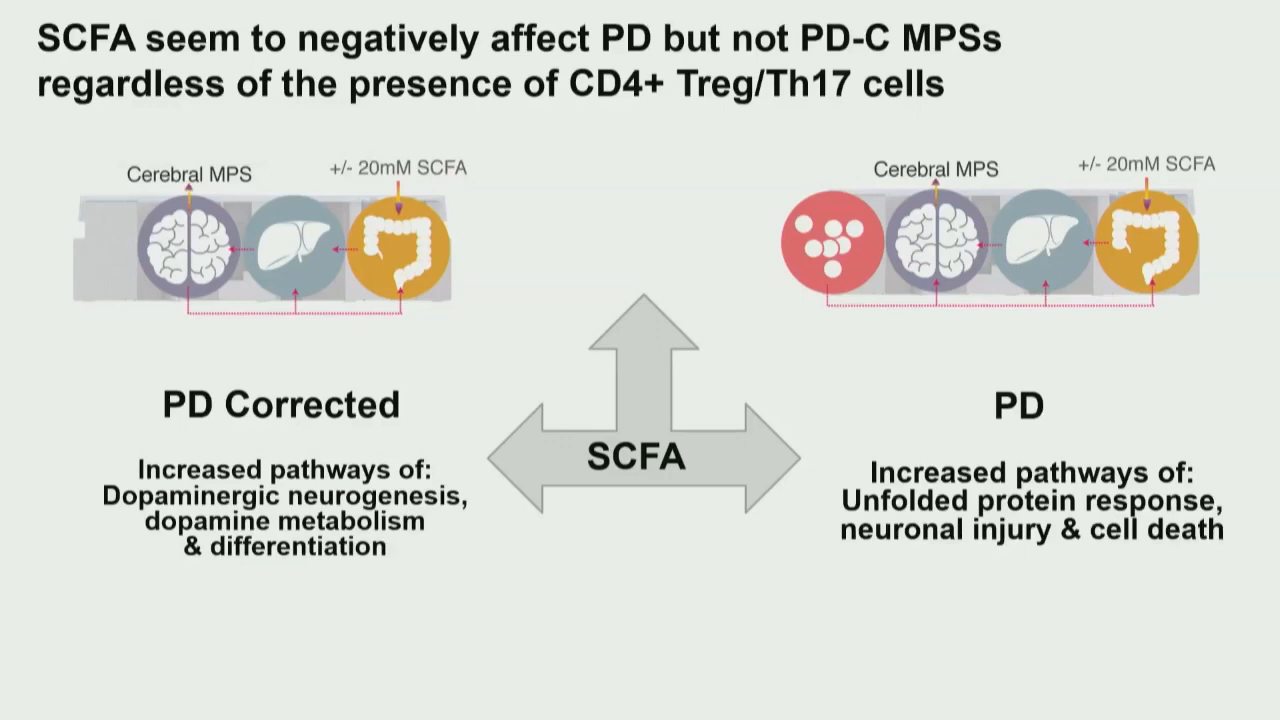 SCFA seem to negatively affect PD but not PD-C MPSs
regardless of the presence of CD4+ Treg/Th17 cells
Cerebral MPS
+/- 20mM SCFA
Cerebral MPS
+/- 20mM SCFA
PD Corrected
Increased pathways of:
Dopaminergic neurogenesis,
dopamine metabolism
& differentiation
SCFA
PD
Increased pathways of:
Unfolded protein response,
neuronal injury & cell death